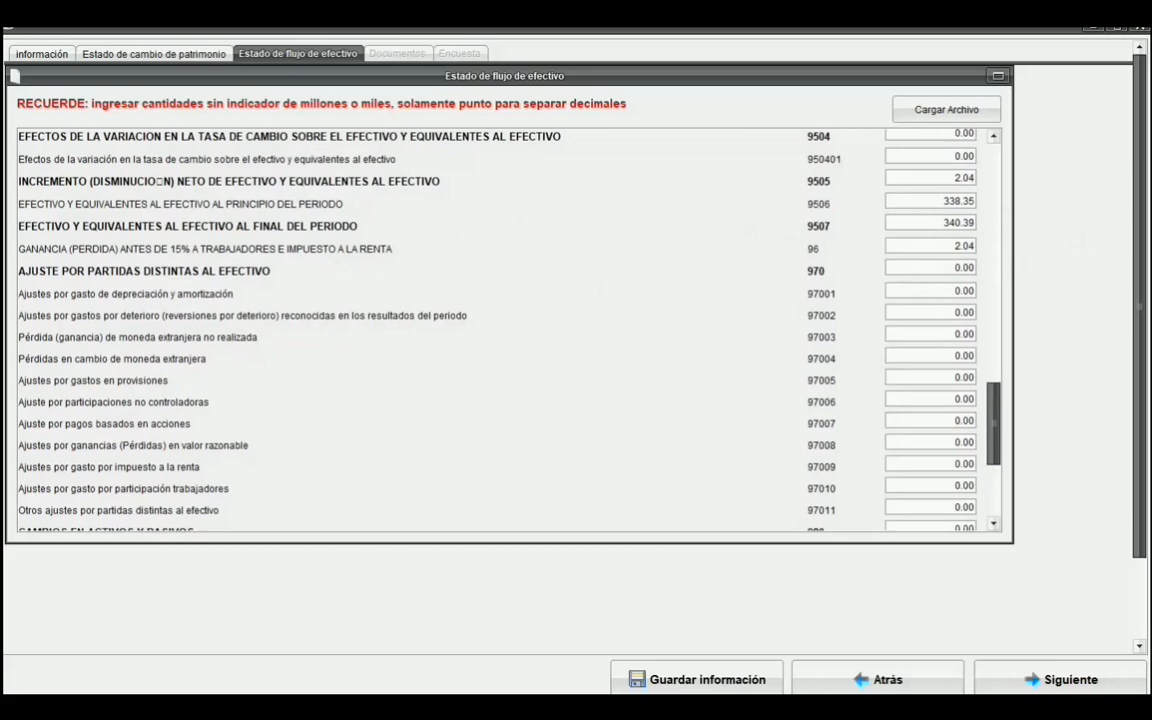 información Estado de cambio de patrimonio Estado de flujo de efectivo Documentos Encuesta
Estado de flujo de efectivo
RECUERDE: ingresar cantidades sin indicador de millones o miles, solamente punto para separar decimales
Cargar Archivo
EFECTOS DE LA VARIACION EN LA TASA DE CAMBIO SOBRE EL EFECTIVO Y EQUIVALENTES AL EFECTIVO 9504 0.00
Efectos de la variación en la tasa de cambio sobre el efectivo y equivalentes al efectivo 950401 0.00
INCREMENTO (DISMINUCIO□N) NETO DE EFECTIVO Y EQUIVALENTES AL EFECTIVO 9505 2.04
EFECTIVO Y EQUIVALENTES AL EFECTIVO AL PRINCIPIO DEL PERIODO 9506 338.35
EFECTIVO Y EQUIVALENTES AL EFECTIVO AL FINAL DEL PERIODO 9507 340.39
GANANCIA (PERDIDA) ANTES DE 15% A TRABAJADORES E IMPUESTO A LA RENTA 96 2.04
AJUSTE POR PARTIDAS DISTINTAS AL EFECTIVO 970 0.00
Ajustes por gasto de depreciación y amortización 97001 0.00
Ajustes por gastos por deterioro (reversiones por deterioro) reconocidas en los resultados del periodo 97002 0.00
Pérdida (ganancia) de moneda extranjera no realizada 97003 0.00
Pérdidas en cambio de moneda extranjera 97004 0.00
Ajustes por gastos en provisiones 97005 0.00
Ajuste por participaciones no controladoras 97006 0.00
Ajuste por pagos basados en acciones 97007 0.00
Ajustes por ganancias (Pérdidas) en valor razonable 97008 0.00
Ajustes por gasto por impuesto a la renta 97009 0.00
Ajustes por gasto por participación trabajadores 97010 0.00
Otros ajustes por partidas distintas al efectivo 97011 0.00
CAMBIOS EN ACTIVOS Y PASIVOS 0.00
Guardar información Atrás Siguiente